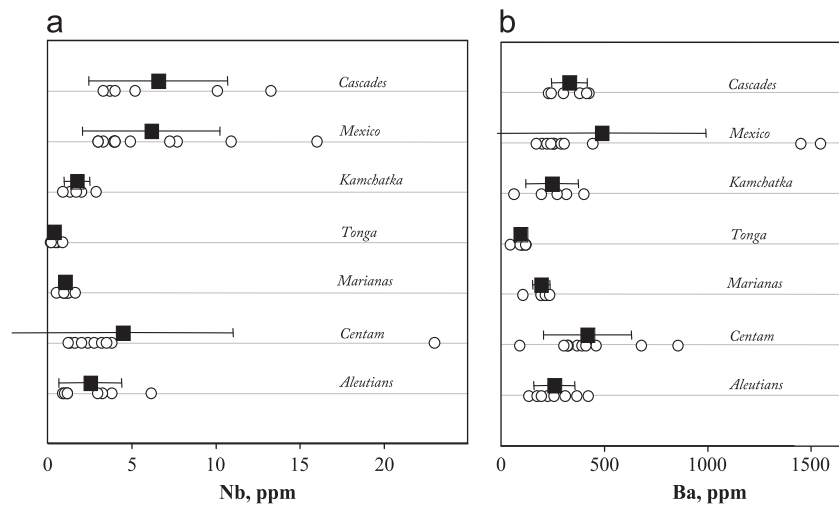 a
Cascades
Mexico
Kamchatka
Tonga
Marianas
Centam
Aleutians
0 5 10 15 20
Nb, ppm
b
Cascades
Mexico
Kamchatka
Tonga
Marianas
Centam
Aleutians
0 500 1000 1500
Ba, ppm